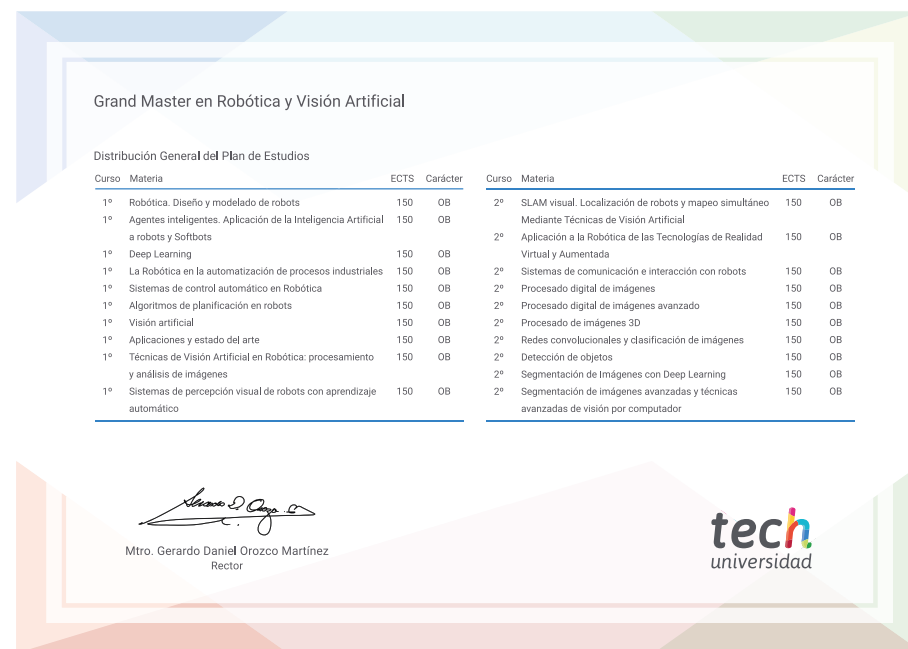 Grand Master en Robótica y Visión Artificial
Distribución General del Plan de Estudios
Curso Materia ECTS Carácter
1º Robótica. Diseño y modelado de robots 150 OB
1º Agentes inteligentes. Aplicación de la Inteligencia Artificial 150 OB
a robots y Softbots
1º Deep Learning 150 OB
1º La Robótica en la automatización de procesos industriales 150 OB
1º Sistemas de control automático en Robótica 150 OB
1º Algoritmos de planificación en robots 150 OB
1º Visión artificial 150 OB
1º Aplicaciones y estado del arte 150 OB
1º Técnicas de Visión Artificial en Robótica: procesamiento 150 OB
y análisis de imágenes
1º Sistemas de percepción visual de robots con aprendizaje 150 OB
automático
Curso Materia ECTS Carácter
2º SLAM visual. Localización de robots y mapeo simultáneo 150 OB
Mediante Técnicas de Visión Artificial
2º Aplicación a la Robótica de las Tecnologías de Realidad 150 OB
Virtual y Aumentada
2º Sistemas de comunicación e interacción con robots 150 OB
2º Procesado digital de imágenes 150 OB
2º Procesado digital de imágenes avanzado 150 OB
2º Procesado de imágenes 3D 150 OB
2º Redes convolucionales y clasificación de imágenes 150 OB
2º Detección de objetos 150 OB
2º Segmentación de Imágenes con Deep Learning 150 OB
2º Segmentación de imágenes avanzadas y técnicas 150 OB
avanzadas de visión por computador
Mtro. Gerardo Daniel Orozco Martínez
Rector
tech
universidad